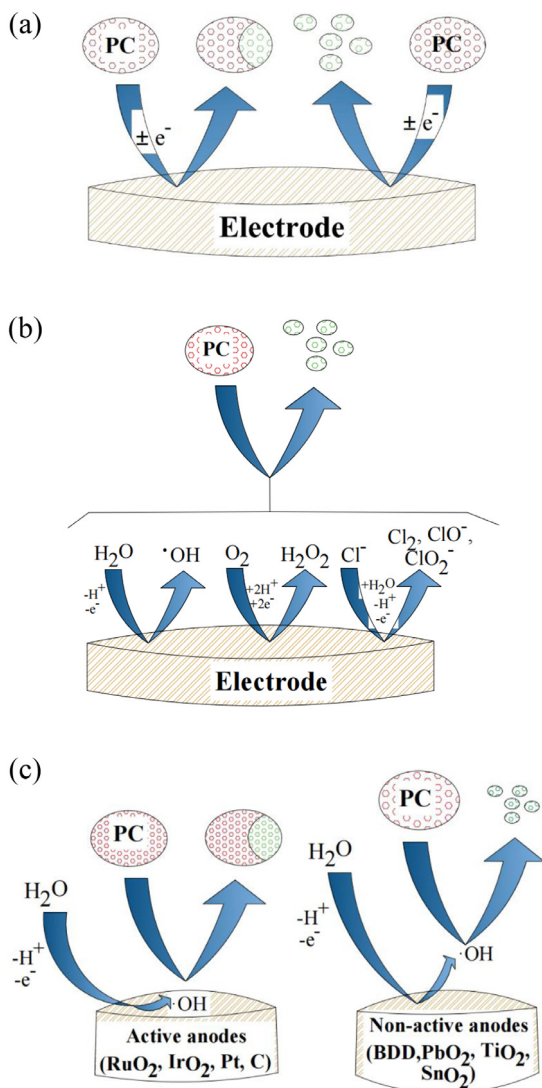 (a)
PC
PC
± e⁻
± e⁻
Electrode
(b)
PC
H₂O
•OH
O₂
H₂O₂
Cl⁻
Cl₂, ClO⁻,
ClO₂⁻
-H⁺
-e⁻
+2H⁺
+2e⁻
+H₂O
-H⁺
-e⁻
Electrode
(c)
PC
H₂O
-H⁺
-e⁻
·OH
Active anodes
(RuO₂, IrO₂, Pt, C)
PC
H₂O
-H⁺
-e⁻
·OH
Non-active anodes
(BDD,PbO₂, TiO₂,
SnO₂)